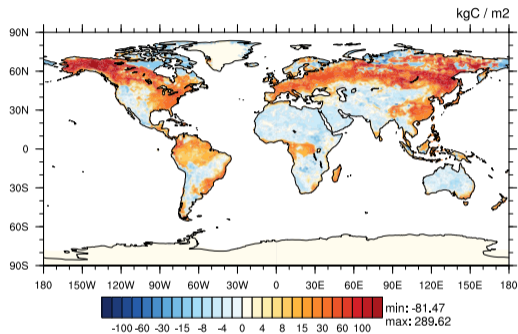 kgC / m2
90N
60N
30N
0
30S
60S
90S
180 150W 120W 90W 60W 30W 0 30E 60E 90E 120E 150E 180
-100 -60 -30 -15 -8 -4 0 4 8 15 30 60 100
min: -81.47
max: 289.62